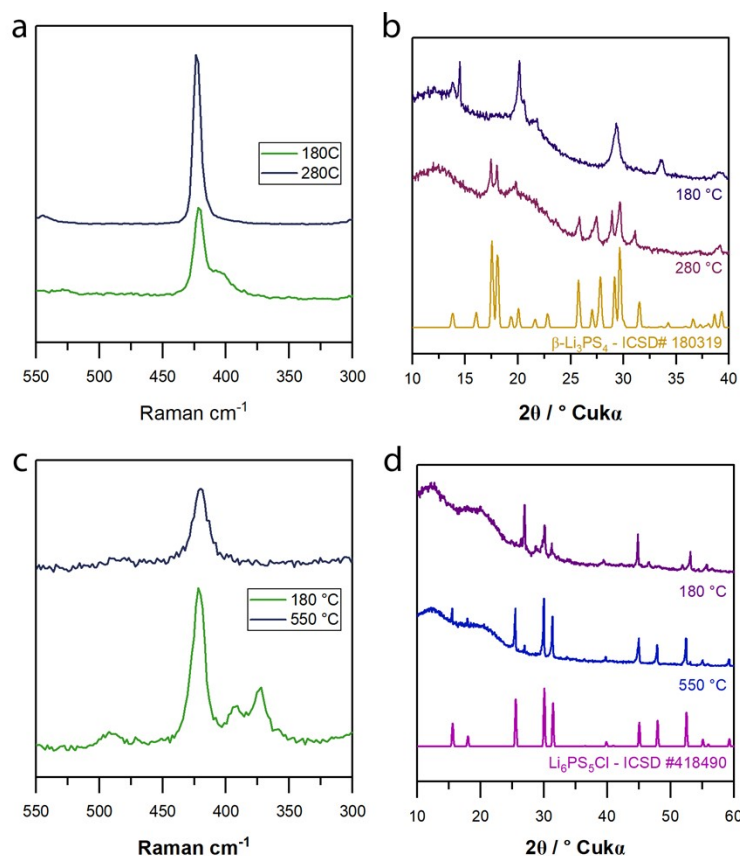 a
180C
280C
550 500 450 400 350 300
Raman cm⁻¹
b
180 °C
280 °C
β-Li₃PS₄ - ICSD# 180319
10 15 20 25 30 35 40
2θ / ° Cukα
c
180 °C
550 °C
550 500 450 400 350 300
Raman cm⁻¹
d
180 °C
550 °C
Li₆PS₅Cl - ICSD #418490
10 20 30 40 50 60
2θ / ° Cukα